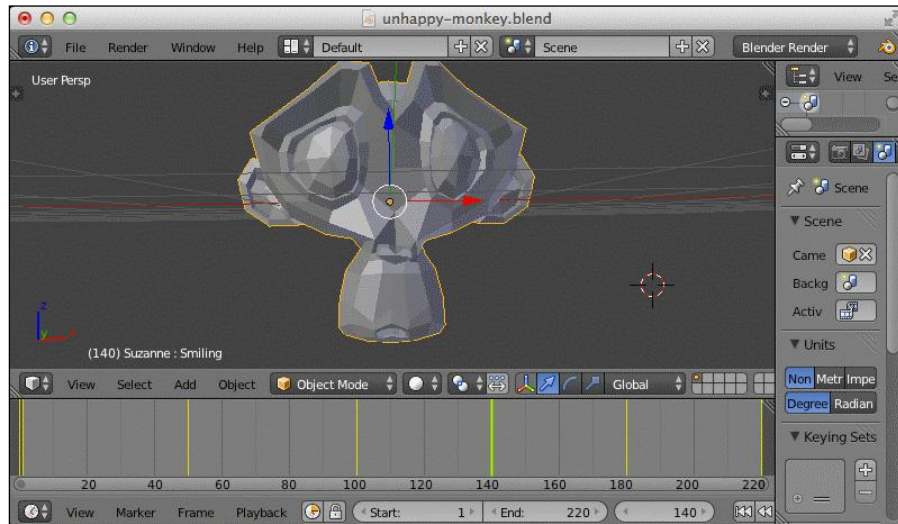 unhappy-monkey.blend
File Render Window Help Default Scene Blender Render
User Persp
View Se
Scene
Scene
Came
Backg
Activ
Units
Non Metr Impe
Degree Radian
Keying Sets
z
y x
(140) Suzanne : Smiling
View Select Add Object Object Mode Global
20 40 60 80 100 120 140 160 180 200 220
View Marker Frame Playback Start: 1 End: 220 140